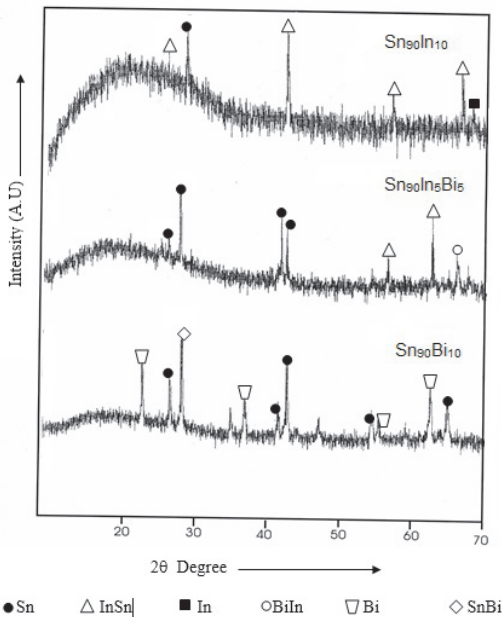 Sn90In10
Sn90In5Bi5
Sn90Bi10
Intensity (A.U)
20 30 40 50 60 70
2θ Degree
Sn InSn In BiIn Bi SnBi